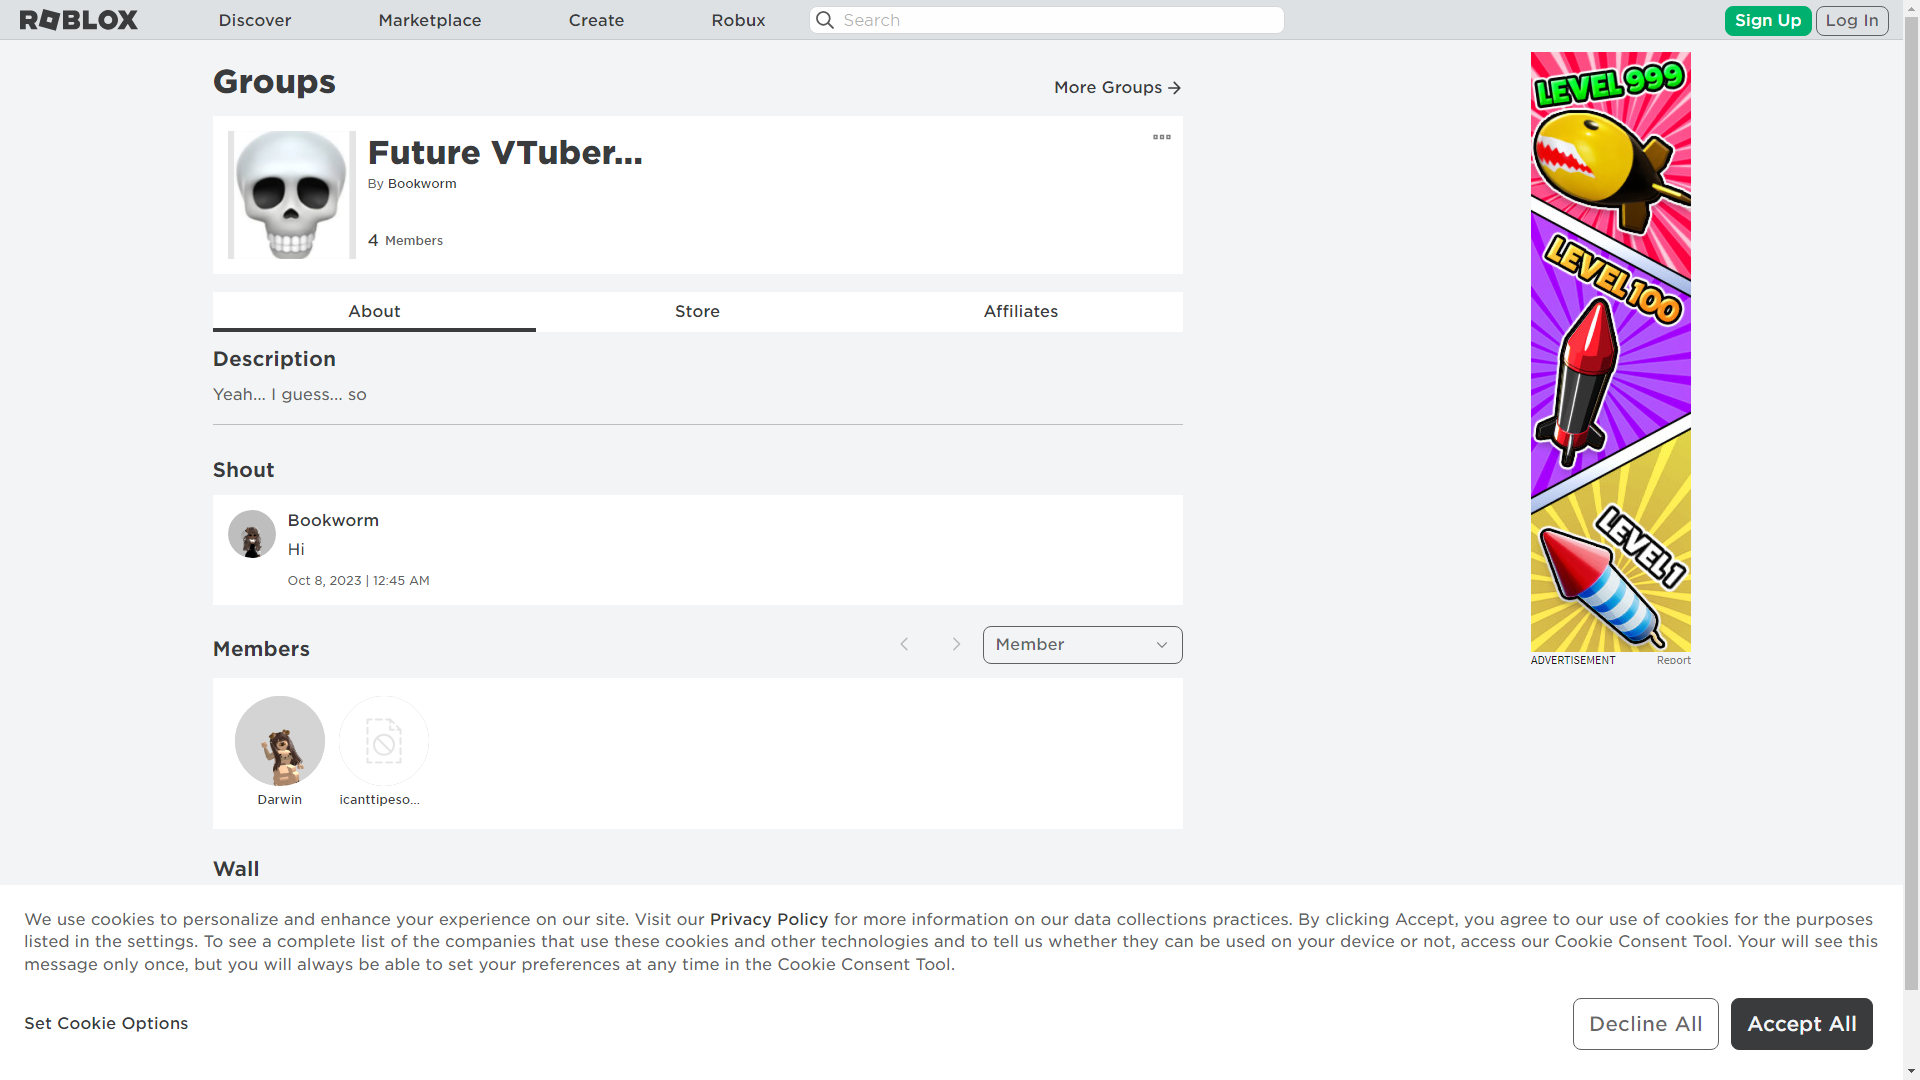 ROBLOX
Discover
Marketplace
Create
Robux
Search
Sign Up
Log In
Groups
More Groups
Future VTuber...
By Bookworm
4 Members
About
Store
Affiliates
Description
Yeah... I guess... so
Shout
Bookworm
Hi
Oct 8, 2023 | 12:45 AM
Members
Member
Darwin
icanttipeso...
Wall
LEVEL 999
LEVEL 100
LEVEL 1
ADVERTISEMENT
Report
We use cookies to personalize and enhance your experience on our site. Visit our Privacy Policy for more information on our data collections practices. By clicking Accept, you agree to our use of cookies for the purposes
listed in the settings. To see a complete list of the companies that use these cookies and other technologies and to tell us whether they can be used on your device or not, access our Cookie Consent Tool. Your will see this
message only once, but you will always be able to set your preferences at any time in the Cookie Consent Tool.
Set Cookie Options
Decline All
Accept All